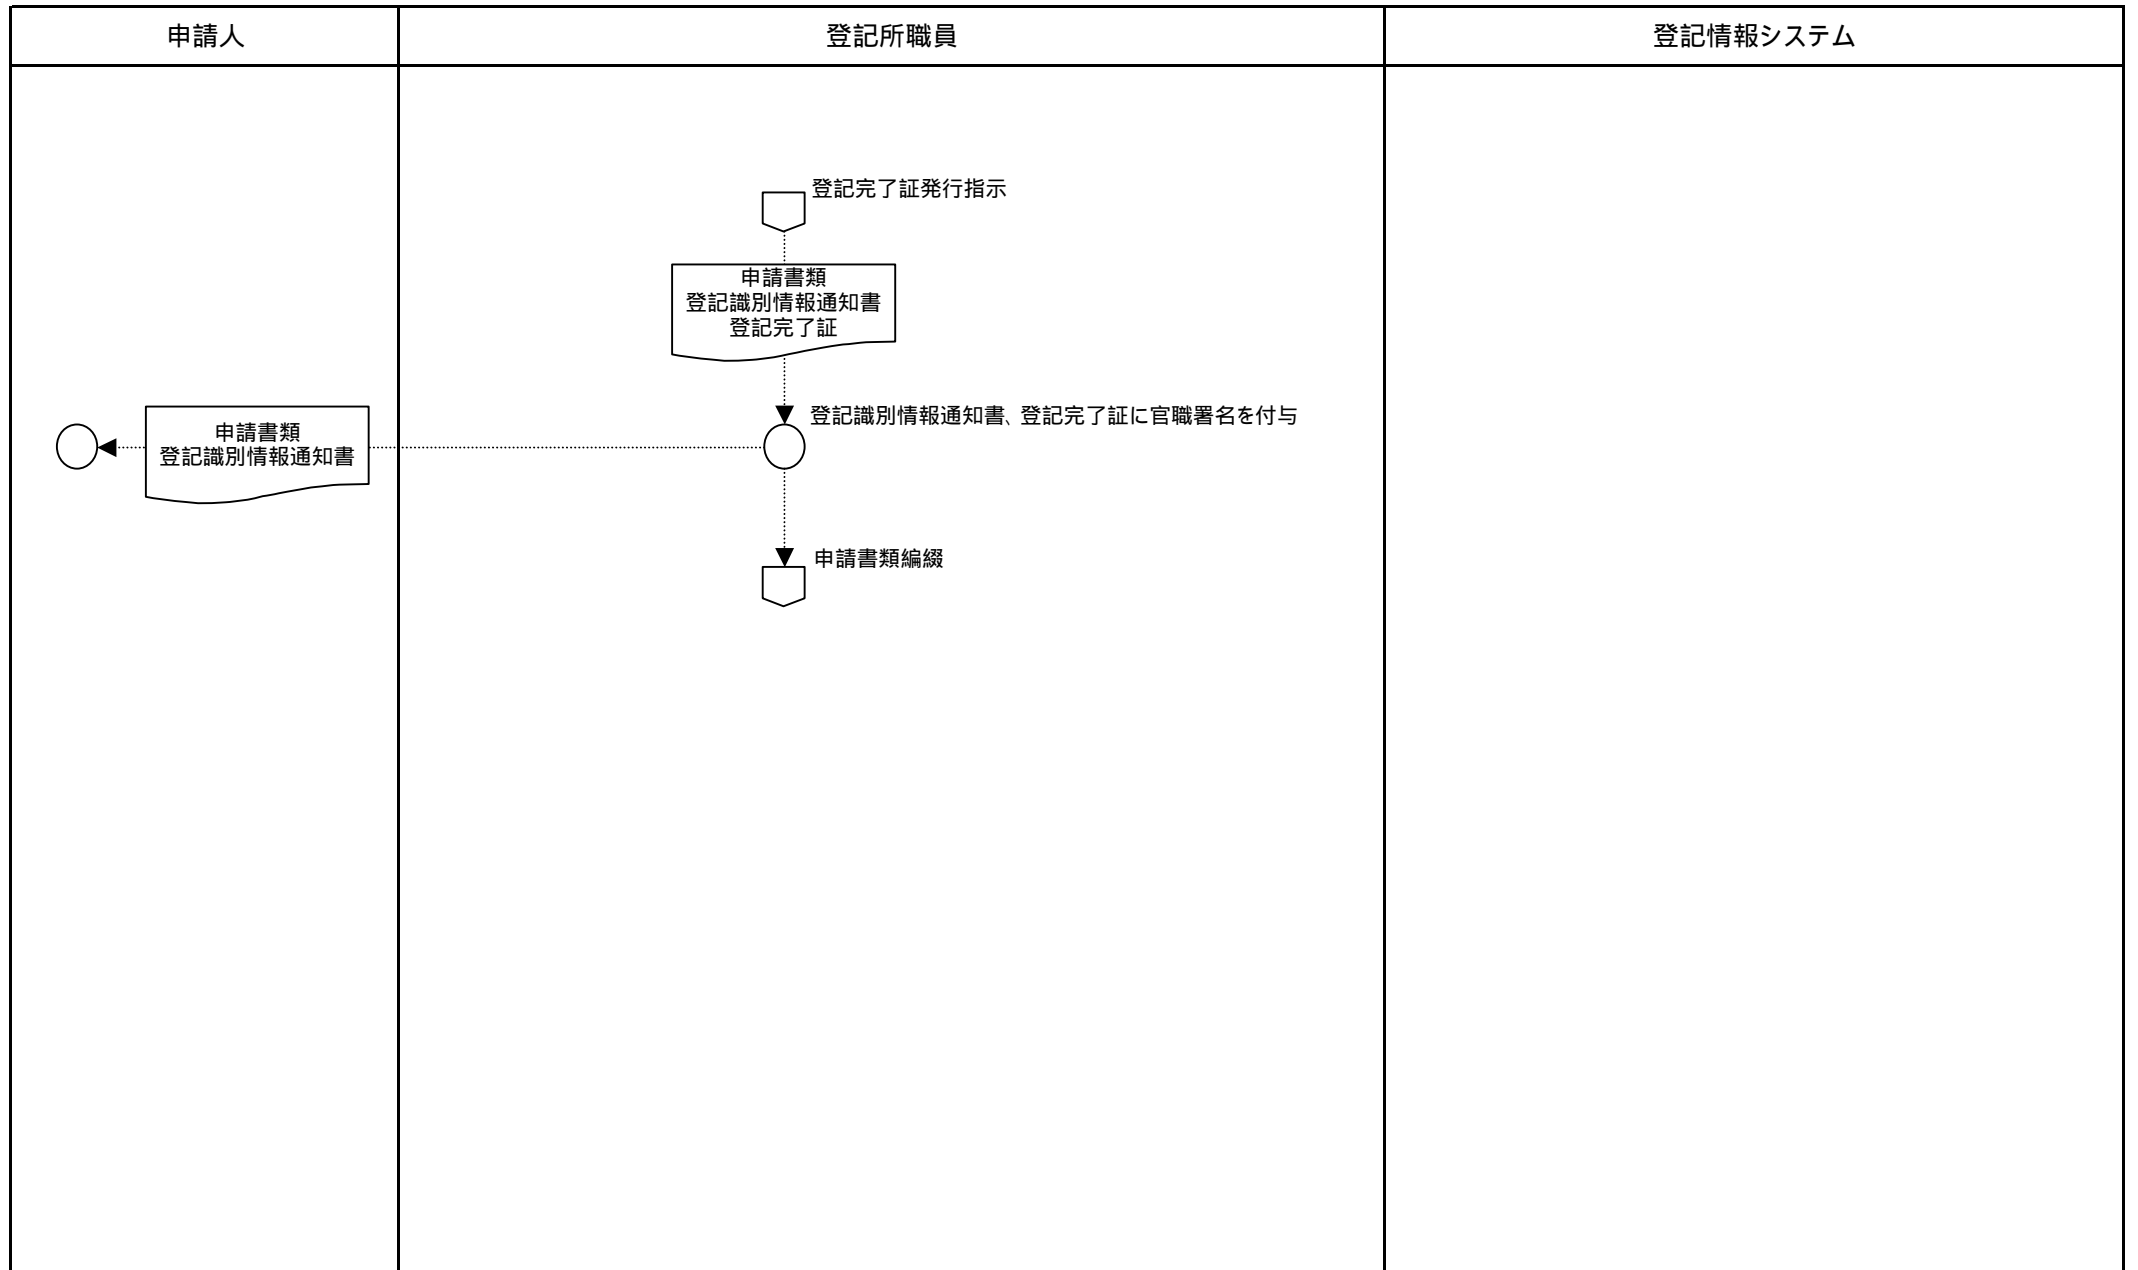 申請人
登記所職員
登記情報システム
登記完了証発行指示
申請書類
登記識別情報通知書
登記完了証
登記識別情報通知書、登記完了証に官職署名を付与
申請書類
登記識別情報通知書
申請書類編綴